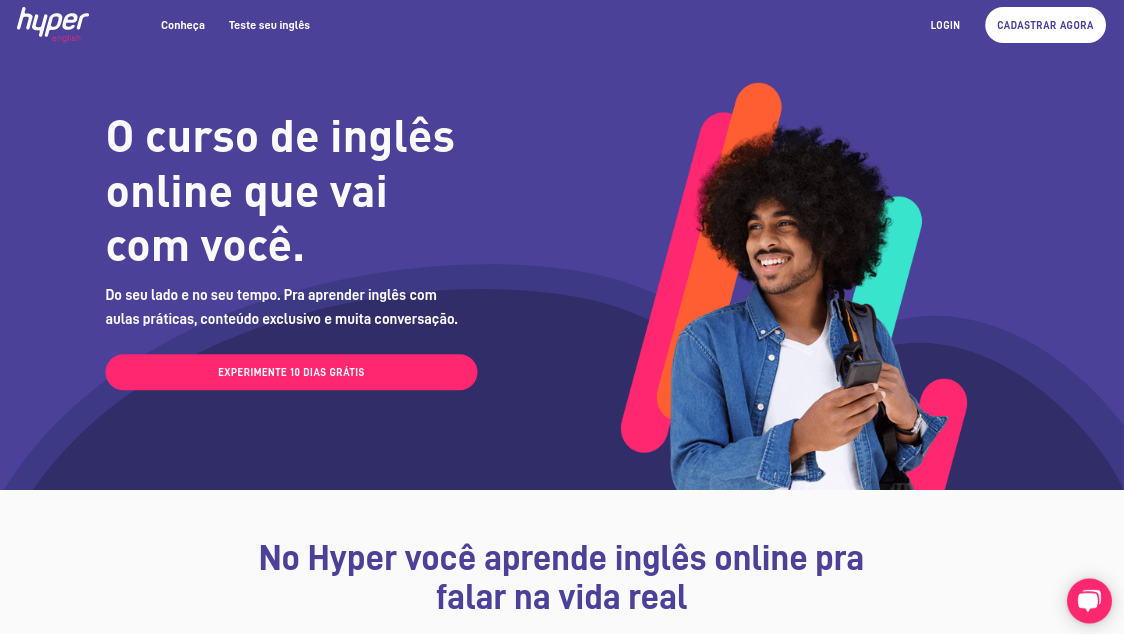 hyper
english
Conheça
Teste seu inglês
LOGIN
CADASTRAR AGORA
O curso de inglês
online que vai
com você.
Do seu lado e no seu tempo. Pra aprender inglês com
aulas práticas, conteúdo exclusivo e muita conversação.
EXPERIMENTE 10 DIAS GRÁTIS
No Hyper você aprende inglês online pra
falar na vida real